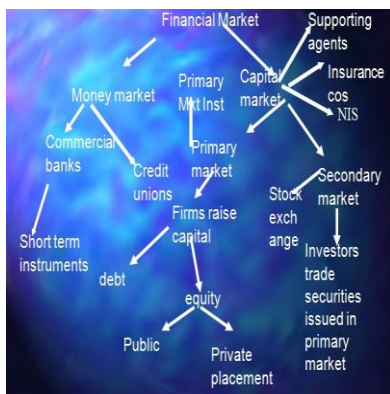 Financial Market
Supporting
agents
Insurance
cos
NIS
Capital
market
Primary
Mkt Inst
Money market
Commercial
banks
Credit
unions
Primary
market
Secondary
market
Stock
exch
ange
Firms raise
capital
Short term
instruments
debt
equity
Investors
trade
securities
issued in
primary
market
Public
Private
placement